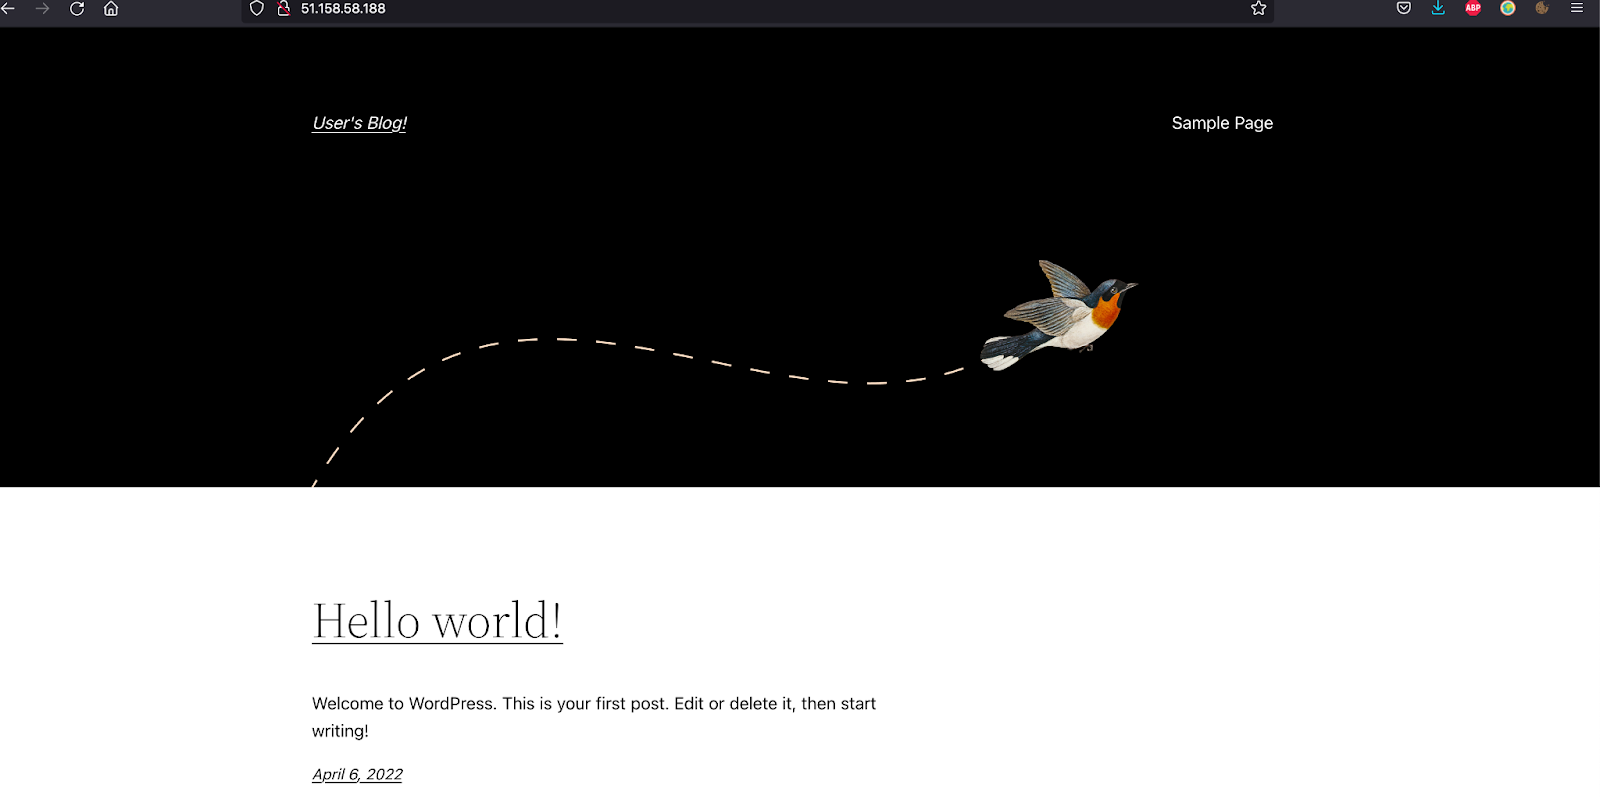 51.158.58.188
ABP
User's Blog!
Sample Page
Hello world!
Welcome to WordPress. This is your first post. Edit or delete it, then start
writing!
April 6, 2022